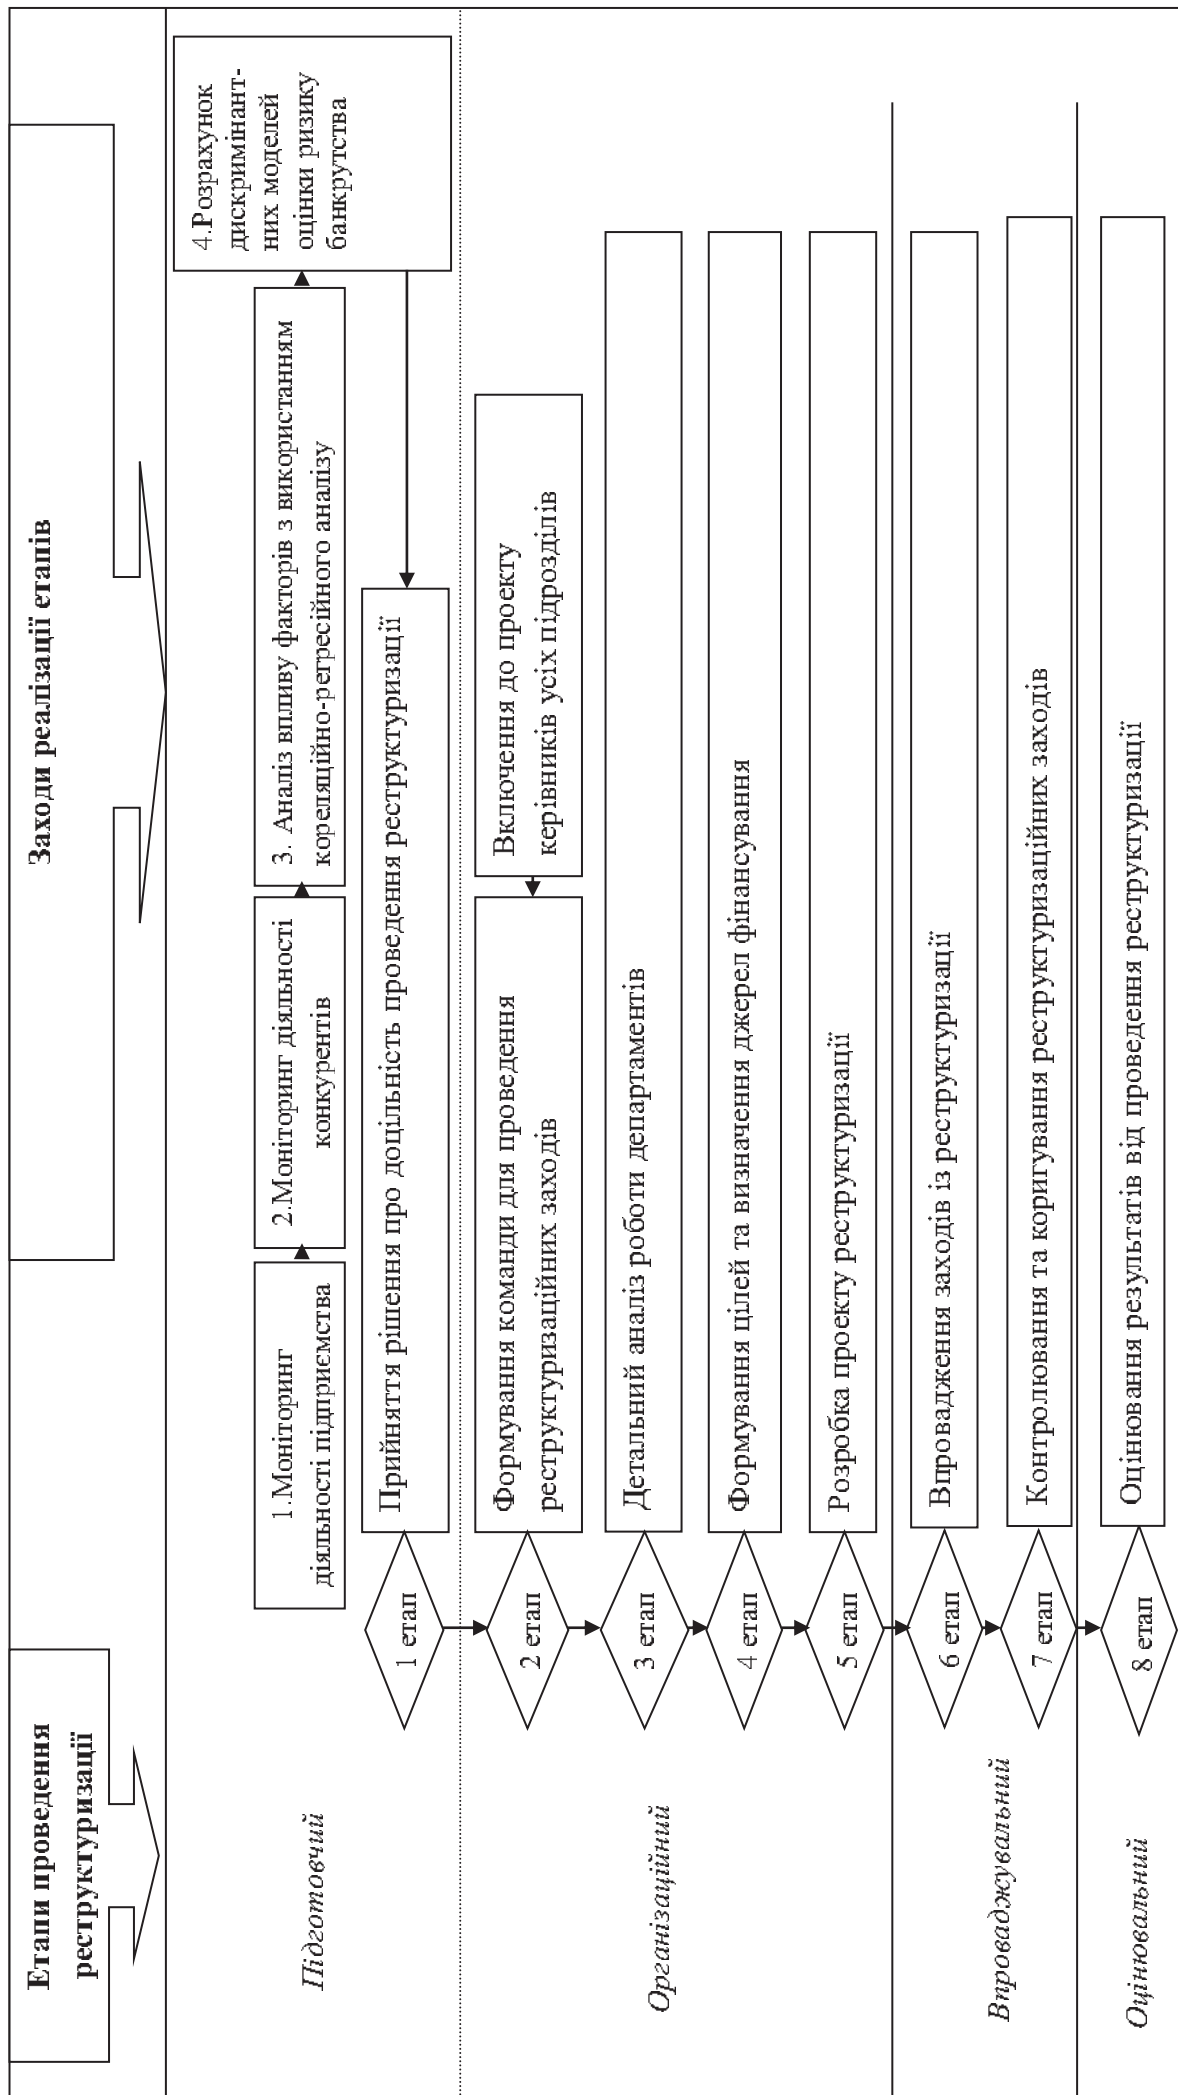 Етапи проведення
реструктуризації
Заходи реалізації етапів
Підготовчий
1.Моніторинг
діяльності підприємства
2.Моніторинг діяльності
конкурентів
3. Аналіз впливу факторів з використанням
кореляційно-регресійного аналізу
4.Розрахунок
дискримінант-
них моделей
оцінки ризику
банкрутства
1 етап
Прийняття рішення про доцільність проведення реструктуризації
Організаційний
2 етап
Формування команди для проведення
реструктуризаційних заходів
Включення до проекту
керівників усіх підрозділів
3 етап
Детальний аналіз роботи департаментів
4 етап
Формування цілей та визначення джерел фінансування
5 етап
Розробка проекту реструктуризації
Впроваджувальний
6 етап
Впровадження заходів із реструктуризації
7 етап
Контролювання та коригування реструктуризаційних заходів
Оцінювальний
8 етап
Оцінювання результатів від проведення реструктуризації